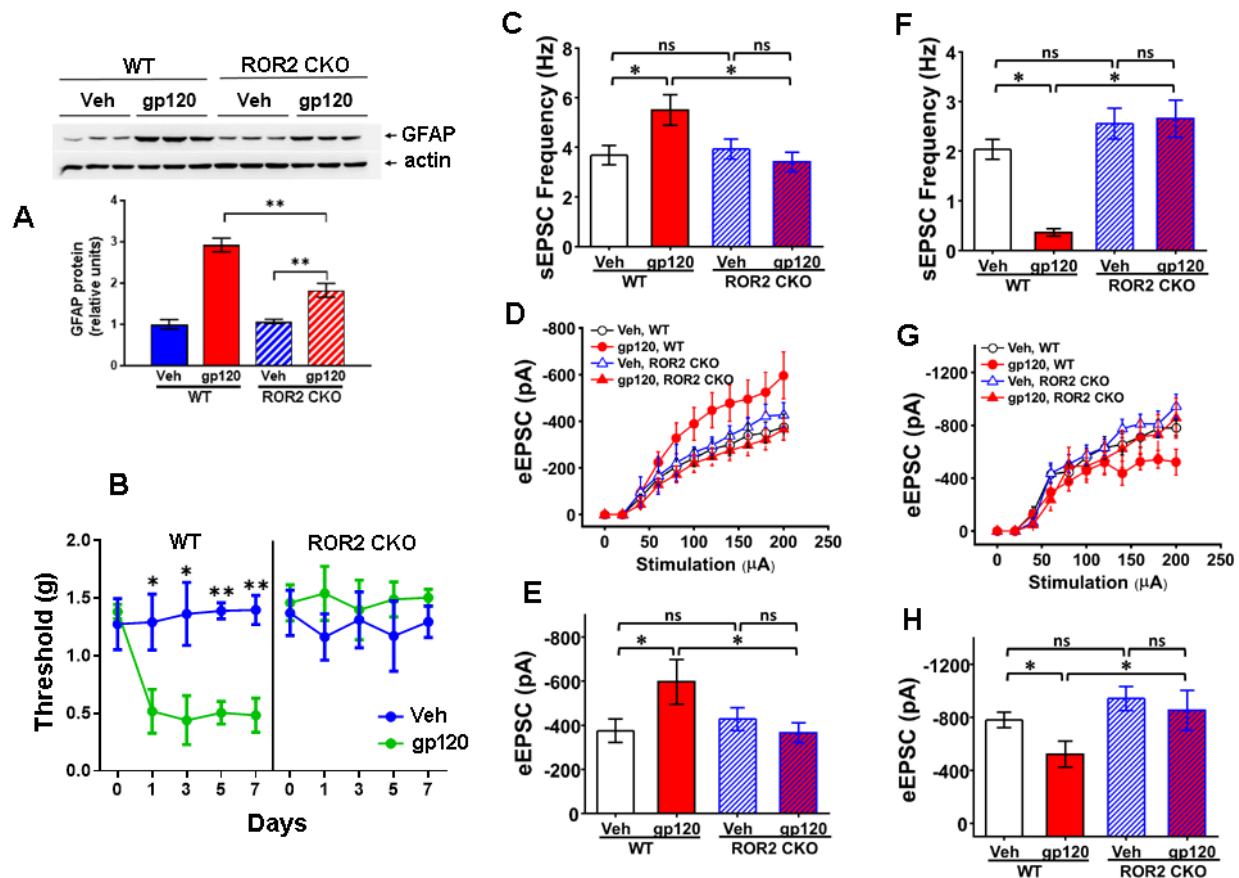 WT ROR2 CKO
Veh gp120 Veh gp120
GFAP
actin
A
GFAP protein
(relative units)
4
3
2
1
0
**
**
Veh gp120 Veh gp120
WT ROR2 CKO
B
WT ROR2 CKO
Threshold (g)
2.0
1.5
1.0
0.5
0.0
* * ** **
Veh
gp120
0 1 3 5 7 0 1 3 5 7
Days
C
sEPSC Frequency (Hz)
8
6
4
2
0
ns ns
* *
Veh gp120 Veh gp120
WT ROR2 CKO
D
eEPSC (pA)
-800
-600
-400
-200
0
Veh, WT
gp120, WT
Veh, ROR2 CKO
gp120, ROR2 CKO
0 50 100 150 200 250
Stimulation (μA)
E
eEPSC (pA)
-800
-600
-400
-200
0
ns ns
* *
Veh gp120 Veh gp120
WT ROR2 CKO
F
sEPSC Frequency (Hz)
4
3
2
1
0
ns ns
* *
Veh gp120 Veh gp120
WT ROR2 CKO
G
eEPSC (pA)
-1200
-800
-400
0
Veh, WT
gp120, WT
Veh, ROR2 CKO
gp120, ROR2 CKO
0 50 100 150 200 250
Stimulation (μA)
H
eEPSC (pA)
-1200
-800
-400
0
ns ns
* *
Veh gp120 Veh gp120
WT ROR2 CKO